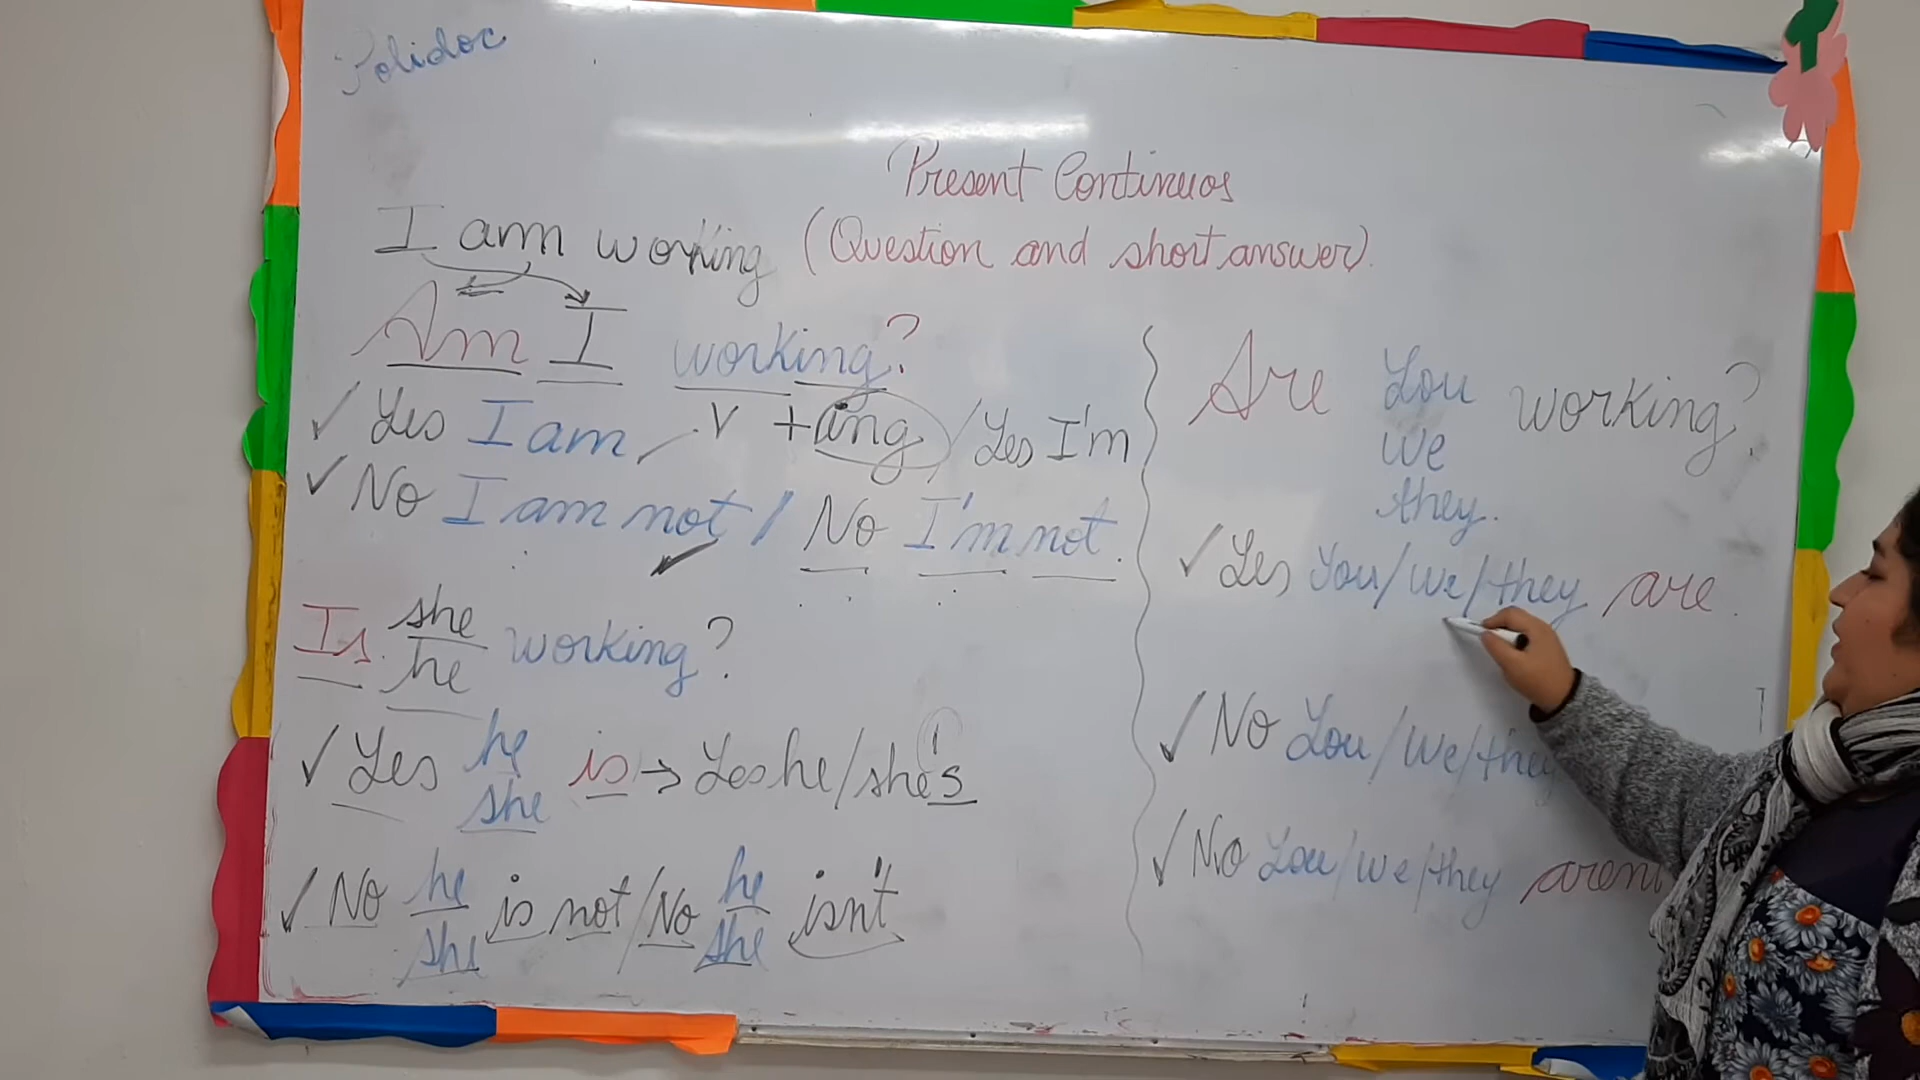 Polidoc
Present Continuos
I am working (Question and short answer).
Am I working?
V + ing
✓ Yes I am / Yes I'm
✓ No I am not / No I'm not.
Is she working?
he
✓ Yes he is → Yes he/she's
she
✓ No he is not / No he isn't
she she
Are You working?
we
they.
✓ Yes You/we/they are.
✓ No You/we/they
✓ No You/we/they aren